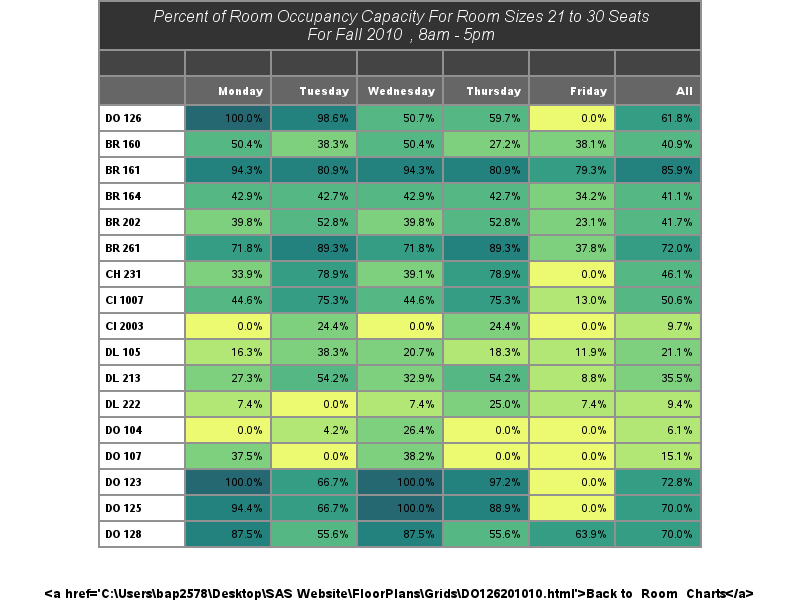 Percent of Room Occupancy Capacity For Room Sizes 21 to 30 Seats
For Fall 2010 , 8am - 5pm
Monday Tuesday Wednesday Thursday Friday All
DO 126 100.0% 98.6% 50.7% 59.7% 0.0% 61.8%
BR 160 50.4% 38.3% 50.4% 27.2% 38.1% 40.9%
BR 161 94.3% 80.9% 94.3% 80.9% 79.3% 85.9%
BR 164 42.9% 42.7% 42.9% 42.7% 34.2% 41.1%
BR 202 39.8% 52.8% 39.8% 52.8% 23.1% 41.7%
BR 261 71.8% 89.3% 71.8% 89.3% 37.8% 72.0%
CH 231 33.9% 78.9% 39.1% 78.9% 0.0% 46.1%
CI 1007 44.6% 75.3% 44.6% 75.3% 13.0% 50.6%
CI 2003 0.0% 24.4% 0.0% 24.4% 0.0% 9.7%
DL 105 16.3% 38.3% 20.7% 18.3% 11.9% 21.1%
DL 213 27.3% 54.2% 32.9% 54.2% 8.8% 35.5%
DL 222 7.4% 0.0% 7.4% 25.0% 7.4% 9.4%
DO 104 0.0% 4.2% 26.4% 0.0% 0.0% 6.1%
DO 107 37.5% 0.0% 38.2% 0.0% 0.0% 15.1%
DO 123 100.0% 66.7% 100.0% 97.2% 0.0% 72.8%
DO 125 94.4% 66.7% 100.0% 88.9% 0.0% 70.0%
DO 128 87.5% 55.6% 87.5% 55.6% 63.9% 70.0%
<a href='C:\Users\bap2578\Desktop\SAS Website\FloorPlans\Grids\DO126201010.html'>Back to Room Charts</a>